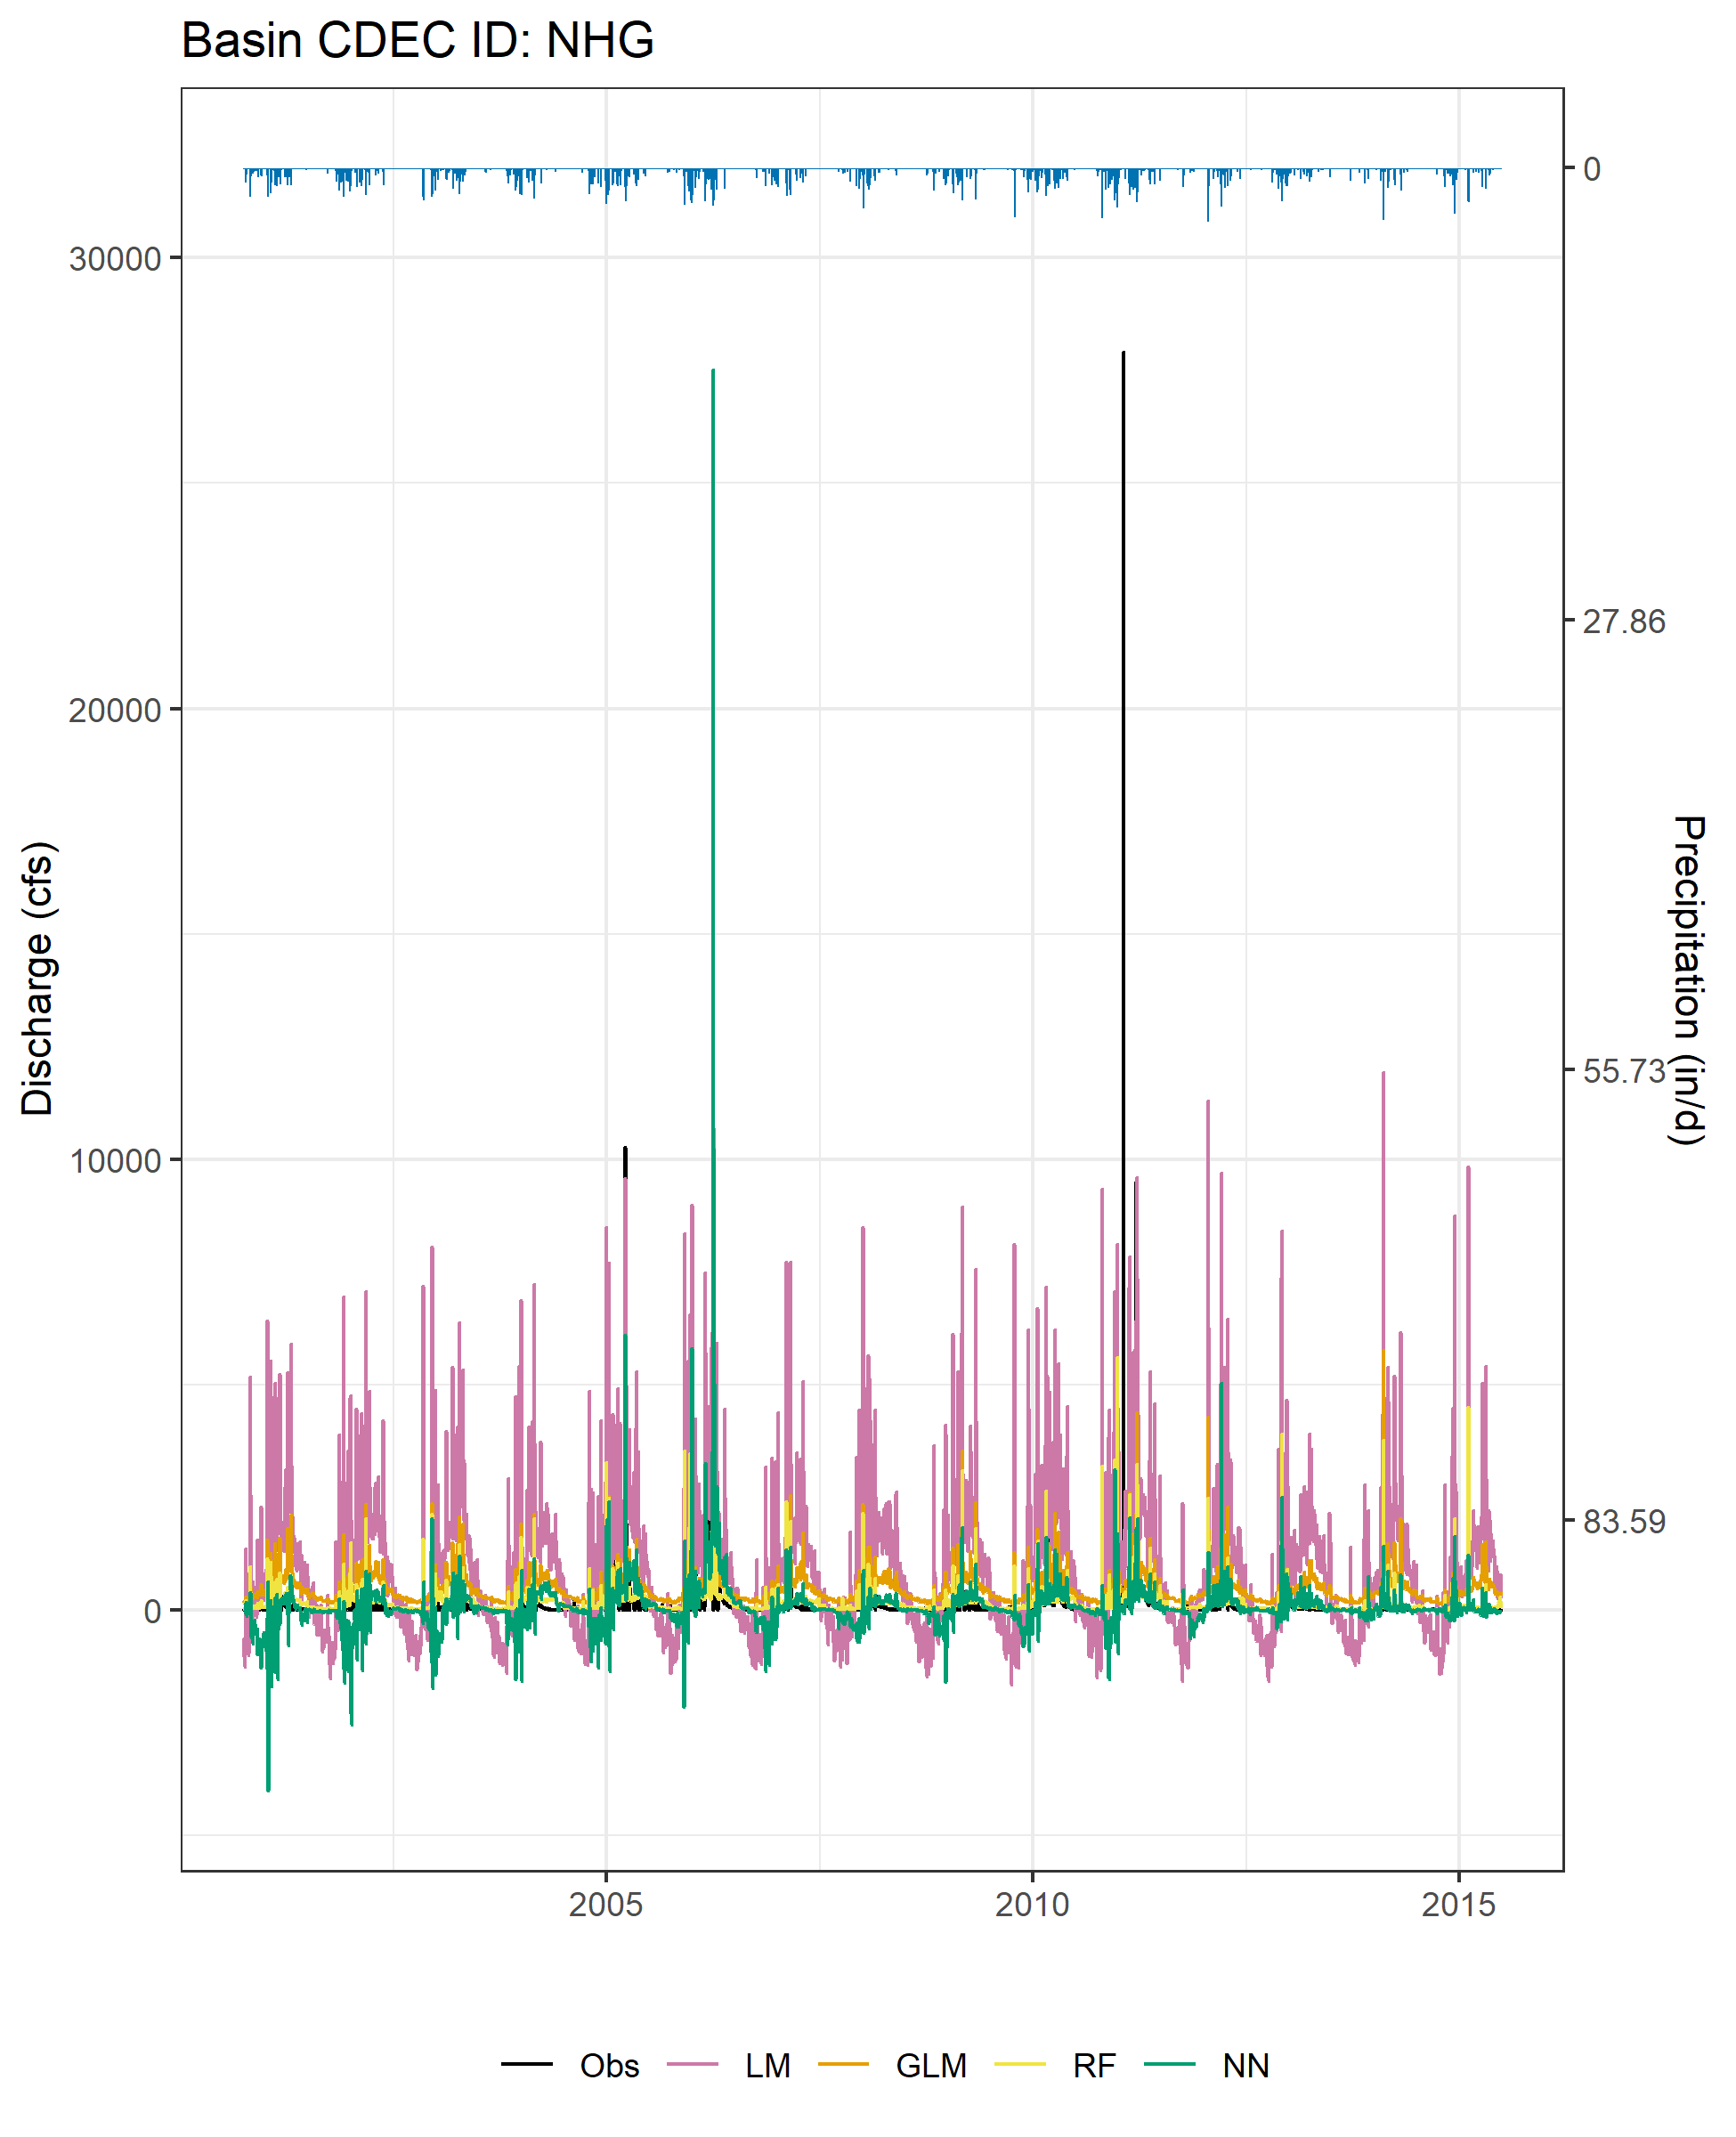 Basin CDEC ID: NHG
0
30000
27.86
20000
Discharge (cfs)
Precipitation (in/d)
55.73
10000
83.59
0
2005 2010 2015
Obs LM GLM RF NN